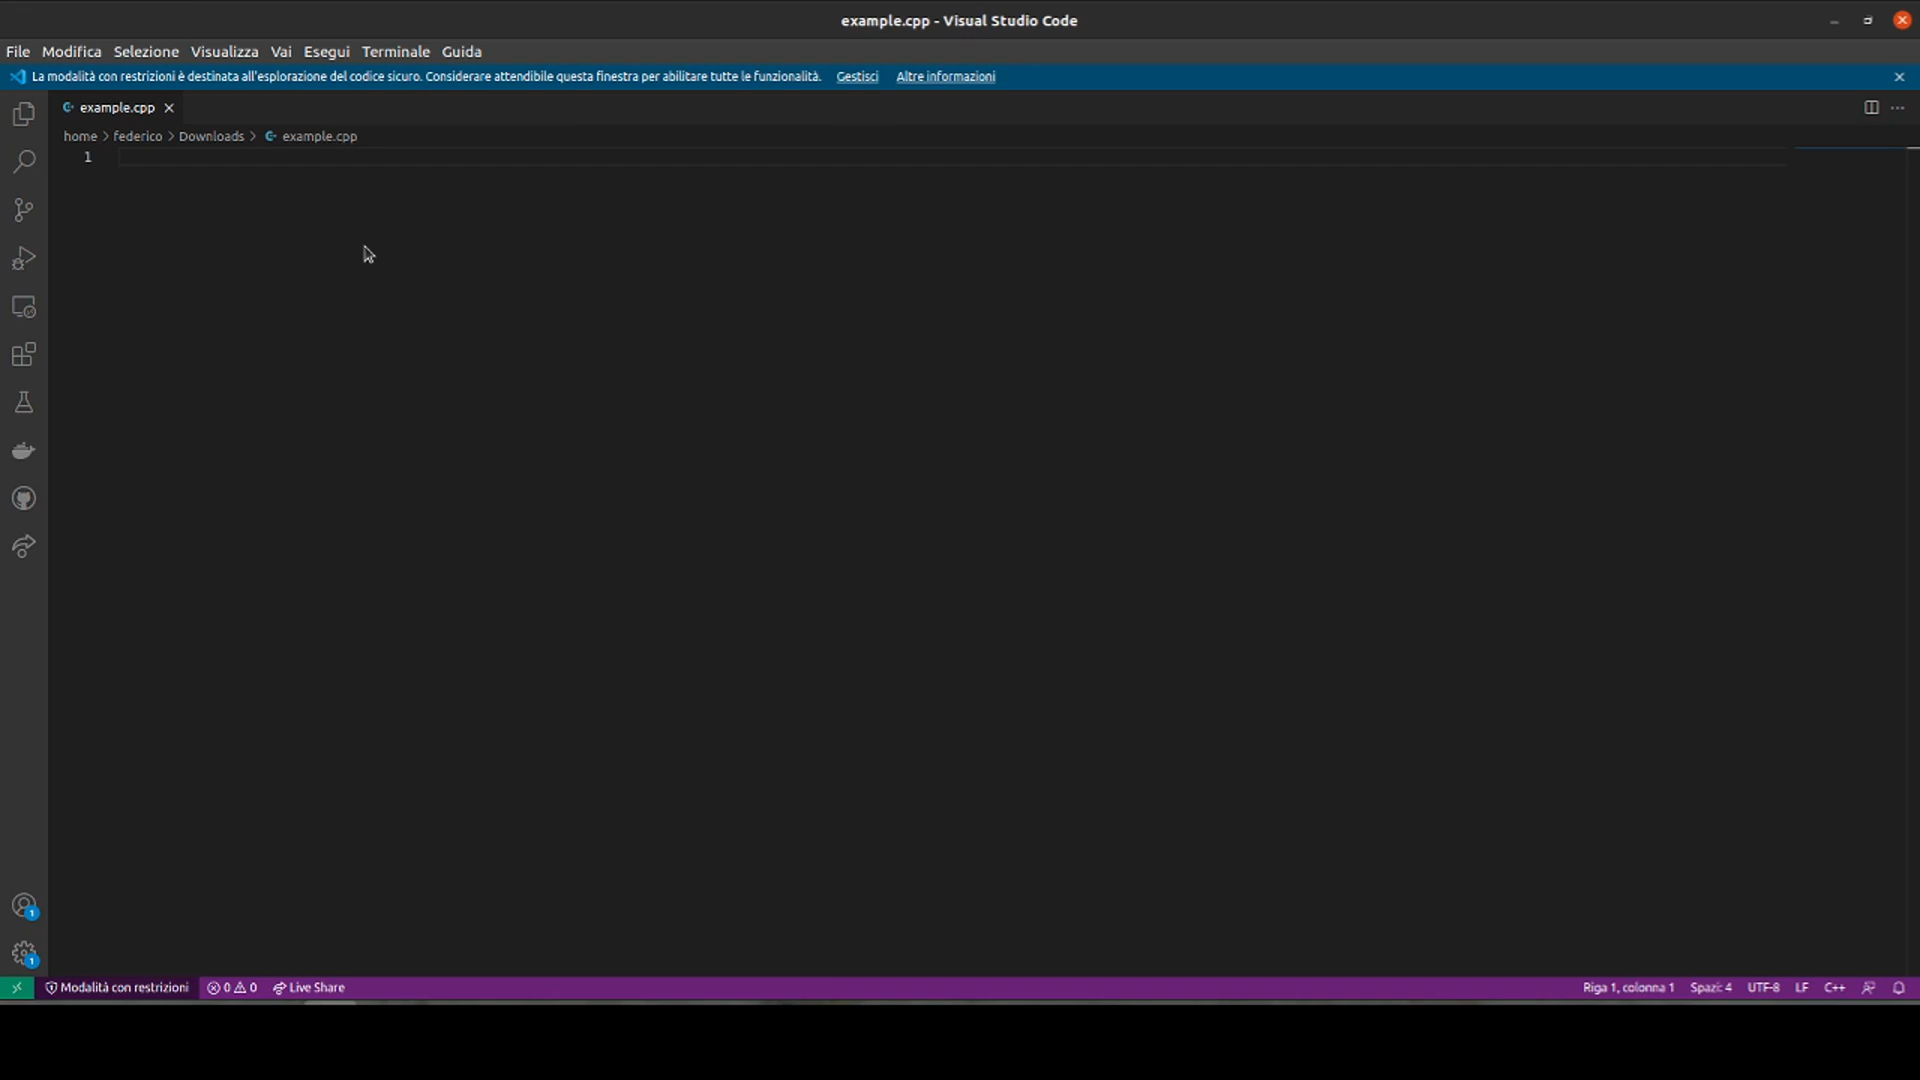 example.cpp - Visual Studio Code
File Modifica Selezione Visualizza Vai Esegui Terminale Guida
La modalità con restrizioni è destinata all'esplorazione del codice sicuro. Considerare attendibile questa finestra per abilitare tutte le funzionalità. Gestisci Altre informazioni
example.cpp
home > federico > Downloads > example.cpp
1
1
1
Modalità con restrizioni 0 0 Live Share Riga 1, colonna 1 Spazi: 4 UTF-8 LF C++